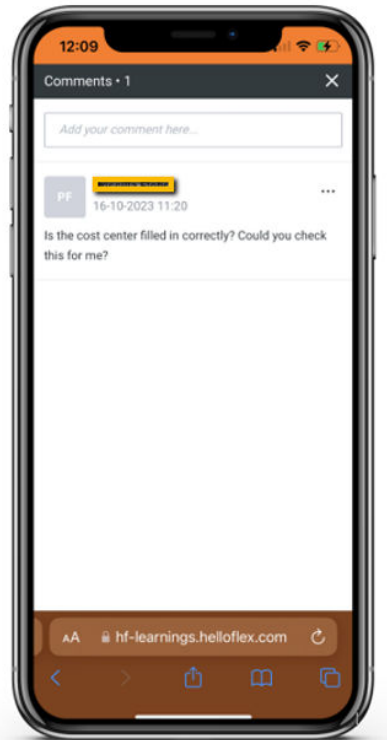 12:09
Comments • 1
Add your comment here...
PF
16-10-2023 11:20
Is the cost center filled in correctly? Could you check
this for me?
AA hf-learnings.helloflex.com